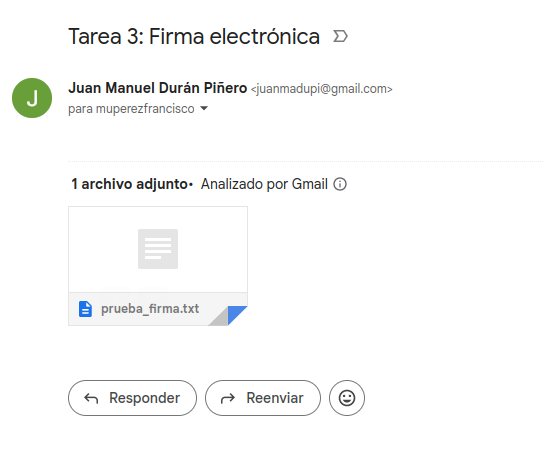 Tarea 3: Firma electrónica
J
Juan Manuel Durán Piñero <juanmadupi@gmail.com>
para muperezfrancisco
1 archivo adjunto• Analizado por Gmail
prueba_firma.txt
Responder
Reenviar